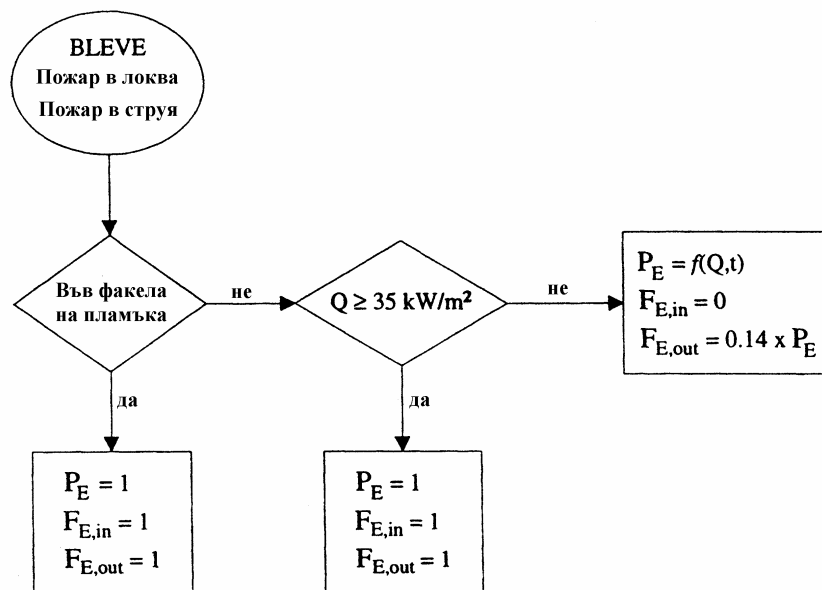 BLEVE
Пожар в локва
Пожар в струя
Във факела
на пламъка
не
Q ≥ 35 kW/m²
не
P_E = f(Q,t)
F_E,in = 0
F_E,out = 0.14 x P_E
да
да
P_E = 1
F_E,in = 1
F_E,out = 1
P_E = 1
F_E,in = 1
F_E,out = 1